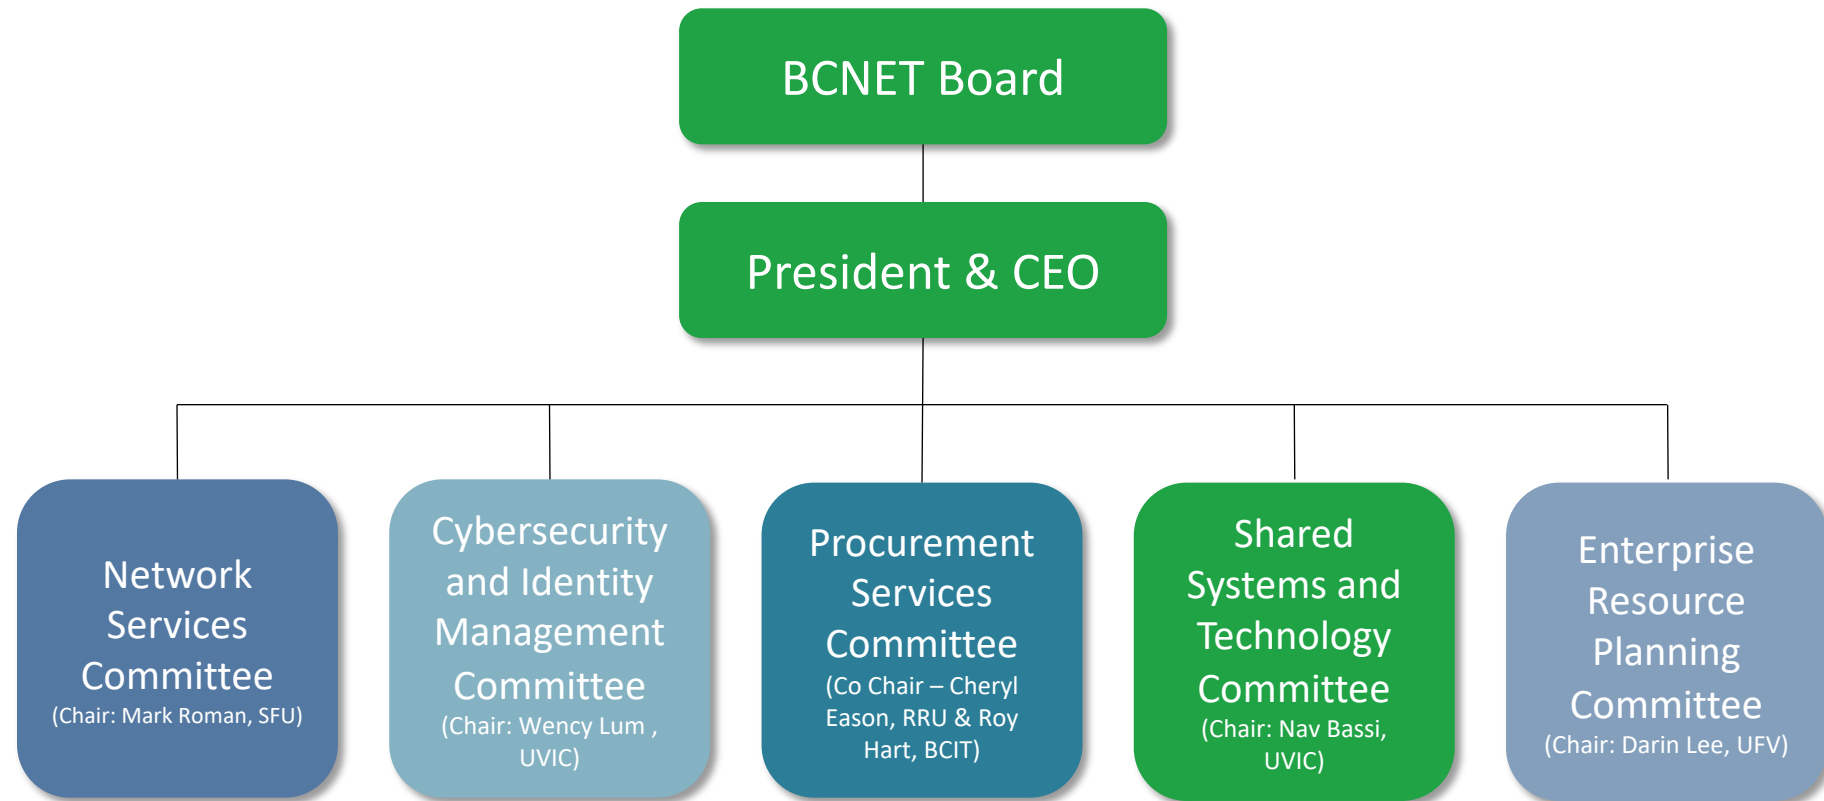 BCNET Board
President & CEO
Network
Services
Committee
(Chair: Mark Roman, SFU)
Cybersecurity
and Identity
Management
Committee
(Chair: Wency Lum ,
UVIC)
Procurement
Services
Committee
(Co Chair – Cheryl
Eason, RRU & Roy
Hart, BCIT)
Shared
Systems and
Technology
Committee
(Chair: Nav Bassi,
UVIC)
Enterprise
Resource
Planning
Committee
(Chair: Darin Lee, UFV)